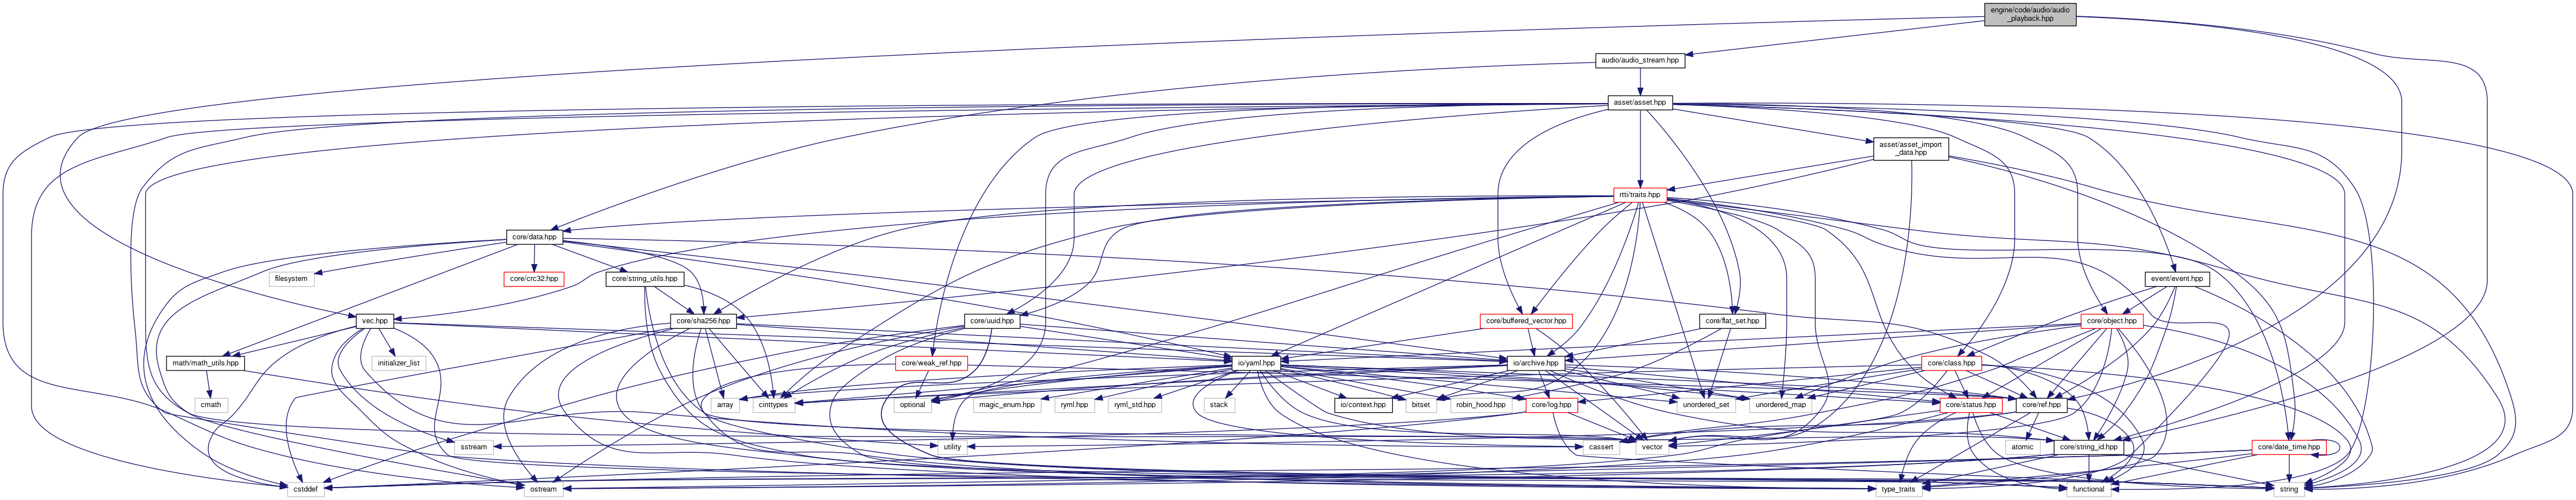 engine/code/audio/audio
_playback.hpp
audio/audio_stream.hpp
asset/asset.hpp
asset/asset_import
_data.hpp
rtti/traits.hpp
core/data.hpp
filesystem
core/crc32.hpp
core/string_utils.hpp
event/event.hpp
vec.hpp
core/sha256.hpp
core/uuid.hpp
core/buffered_vector.hpp
core/flat_set.hpp
core/object.hpp
math/math_utils.hpp
initializer_list
core/weak_ref.hpp
io/yaml.hpp
io/archive.hpp
core/class.hpp
cmath
array
cinttypes
optional
magic_enum.hpp
ryml.hpp
ryml_std.hpp
stack
io/context.hpp
bitset
robin_hood.hpp
core/log.hpp
unordered_set
unordered_map
core/status.hpp
core/ref.hpp
sstream
utility
cassert
vector
atomic
core/string_id.hpp
core/date_time.hpp
cstddef
ostream
type_traits
functional
string